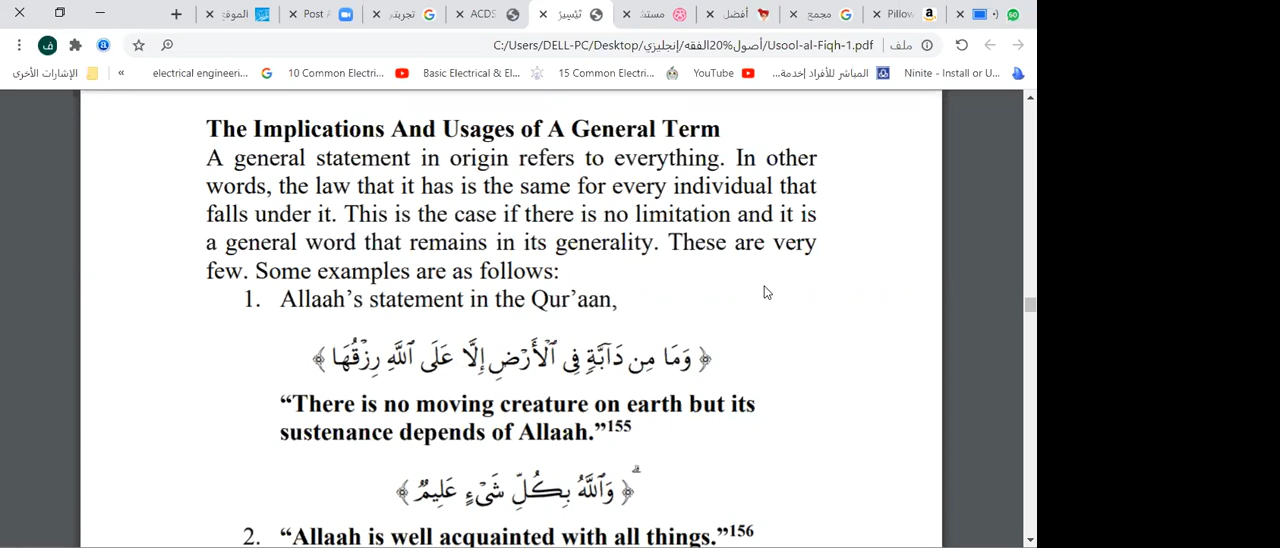 الموقع
Post A
تجربتي
ACDS
تَيْسِيرُ
مستند
أفضل
مجمع
Pillow
60
ملف C:/Users/DELL-PC/Desktop/أصول%20الفقه/إنجليزي/Usool-al-Fiqh-1.pdf
الإشارات الأخرى
«
electrical engineeri...
10 Common Electri...
Basic Electrical & El...
15 Common Electri...
YouTube
المباشر للأفراد |خدمة...
Ninite - Install or U...
The Implications And Usages of A General Term
A general statement in origin refers to everything. In other
words, the law that it has is the same for every individual that
falls under it. This is the case if there is no limitation and it is
a general word that remains in its generality. These are very
few. Some examples are as follows:
1. Allaah’s statement in the Qur’aan,
﴿ وَمَا مِن دَآبَّةٍ فِى ٱلْأَرْضِ إِلَّا عَلَى ٱللَّهِ رِزْقُهَا ﴾
“There is no moving creature on earth but its
sustenance depends of Allaah.”155
﴿ وَٱللَّهُ بِكُلِّ شَىْءٍ عَلِيمٌ ﴾
2. “Allaah is well acquainted with all things.”156